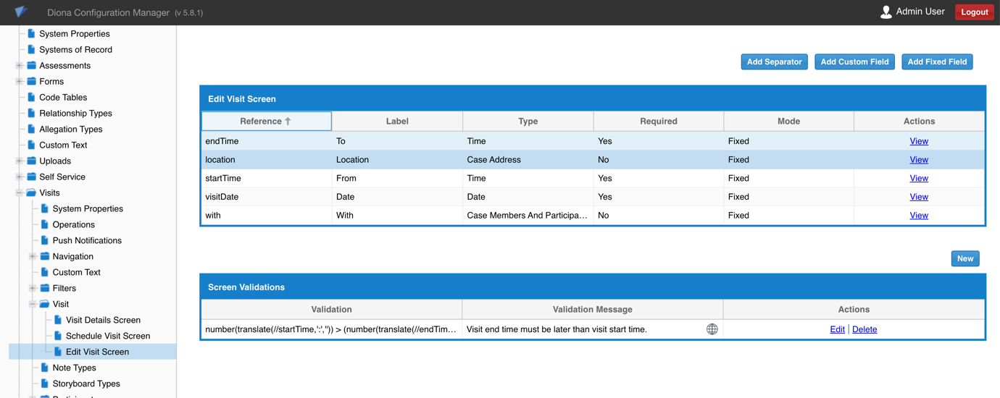 Diona Configuration Manager (v 5.8.1)
Admin User
Logout
System Properties
Systems of Record
Assessments
Forms
Code Tables
Relationship Types
Allegation Types
Custom Text
Uploads
Self Service
Visits
System Properties
Operations
Push Notifications
Navigation
Custom Text
Filters
Visit
Visit Details Screen
Schedule Visit Screen
Edit Visit Screen
Note Types
Storyboard Types
Add Separator Add Custom Field Add Fixed Field
Edit Visit Screen
Reference Label Type Required Mode Actions
endTime To Time Yes Fixed View
location Location Case Address No Fixed View
startTime From Time Yes Fixed View
visitDate Date Date Yes Fixed View
with With Case Members And Participa... No Fixed View
New
Screen Validations
Validation Validation Message Actions
number(translate(//startTime,':','')) > (number(translate(//endTim... Visit end time must be later than visit start time. Edit | Delete